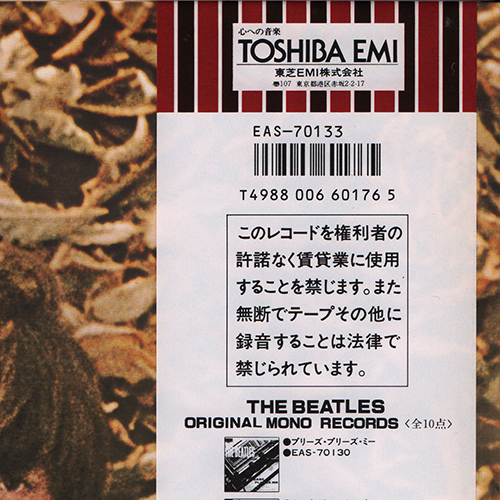 心への音楽
TOSHIBA EMI
東芝EMI株式会社
〠107 東京都港区赤坂2-2-17
EAS-70133
T4988 006 60176 5
このレコードを権利者の
許諾なく賃貸業に使用
することを禁じます。また
無断でテープその他に
録音することは法律で
禁じられています。
THE BEATLES
ORIGINAL MONO RECORDS〈全10点〉
●プリーズ・プリーズ・ミー
●EAS-70130
THE BEATLES